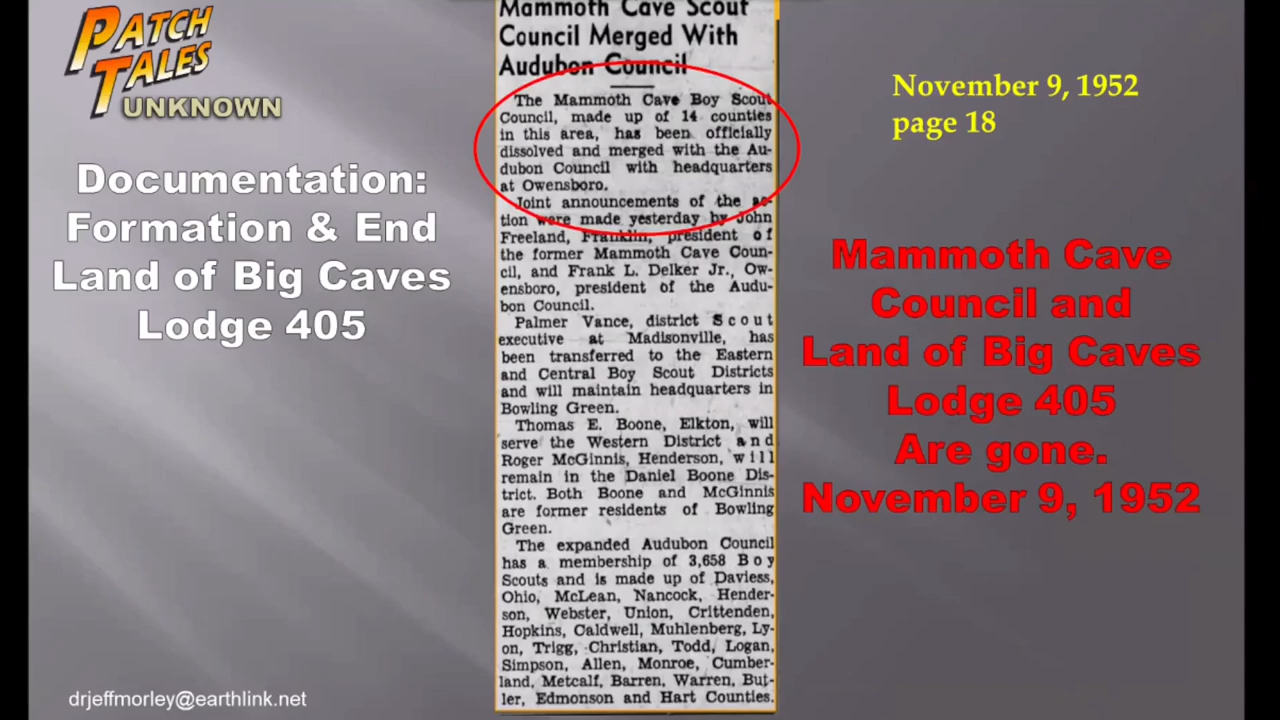 PATCH
TALES
UNKNOWN
Documentation:
Formation & End
Land of Big Caves
Lodge 405
Mammoth Cave Scout
Council Merged With
Audubon Council
The Mammoth Cave Boy Scout
Council, made up of 14 counties
in this area, has been officially
dissolved and merged with the Au-
dubon Council with headquarters
at Owensboro.
Joint announcements of the ac-
tion were made yesterday by John
Freeland, Franklin, president of
the former Mammoth Cave Coun-
cil, and Frank L. Delker Jr., Ow-
ensboro, president of the Audu-
bon Council.
Palmer Vance, district Scout
executive at Madisonville, has
been transferred to the Eastern
and Central Boy Scout Districts
and will maintain headquarters in
Bowling Green.
Thomas E. Boone, Elkton, will
serve the Western District and
Roger McGinnis, Henderson, will
remain in the Daniel Boone Dis-
trict. Both Boone and McGinnis
are former residents of Bowling
Green.
The expanded Audubon Council
has a membership of 3,658 Boy
Scouts and is made up of Daviess,
Ohio, McLean, Nancock, Hender-
son, Webster, Union, Crittenden,
Hopkins, Caldwell, Muhlenberg, Ly-
on, Trigg, Christian, Todd, Logan,
Simpson, Allen, Monroe, Cumber-
land, Metcalf, Barren, Warren, But-
ler, Edmonson and Hart Counties.
November 9, 1952
page 18
Mammoth Cave
Council and
Land of Big Caves
Lodge 405
Are gone.
November 9, 1952
drjeffmorley@earthlink.net